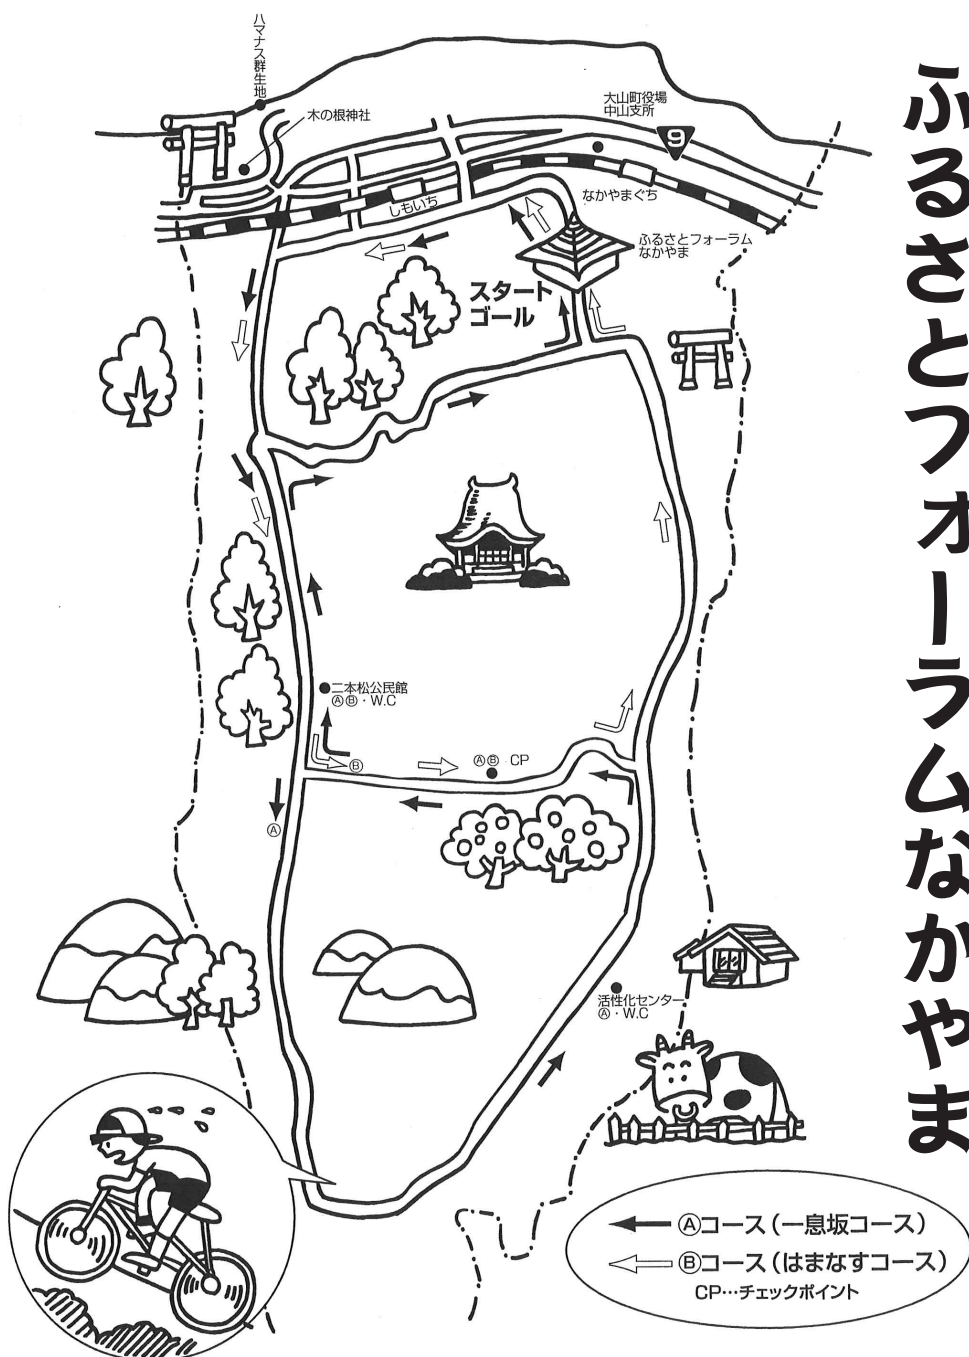 ふるさとフォーラムなかやま
ハマナス群生地
木の根神社
大山町役場
中山支所
9
しもいち
なかやまぐち
ふるさとフォーラム
なかやま
スタート
ゴール
二本松公民館
ⒶⒷ・W.C
Ⓑ
ⒶⒷ CP
Ⓐ
活性化センター
Ⓐ・W.C
Ⓐコース(一息坂コース)
Ⓑコース(はまなすコース)
CP…チェックポイント